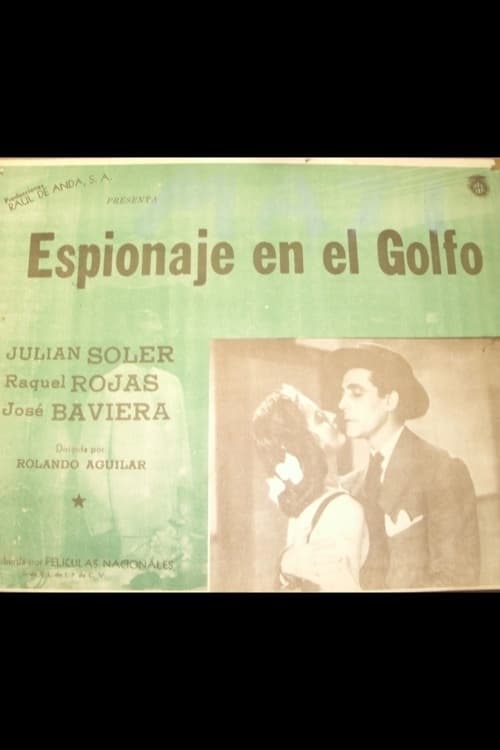 Producciones
RAUL DE ANDA, S. A.
PRESENTA
Espionaje en el Golfo
JULIAN SOLER
Raquel ROJAS
José BAVIERA
Dirigida por
ROLANDO AGUILAR
por PELICULAS NACIONALES